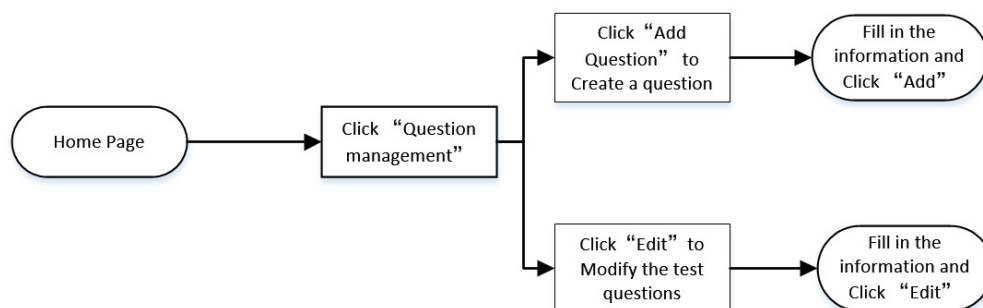 Home Page
Click “Question
management”
Click “Add
Question” to
Create a question
Fill in the
information and
Click “Add”
Click “Edit” to
Modify the test
questions
Fill in the
information and
Click “Edit”